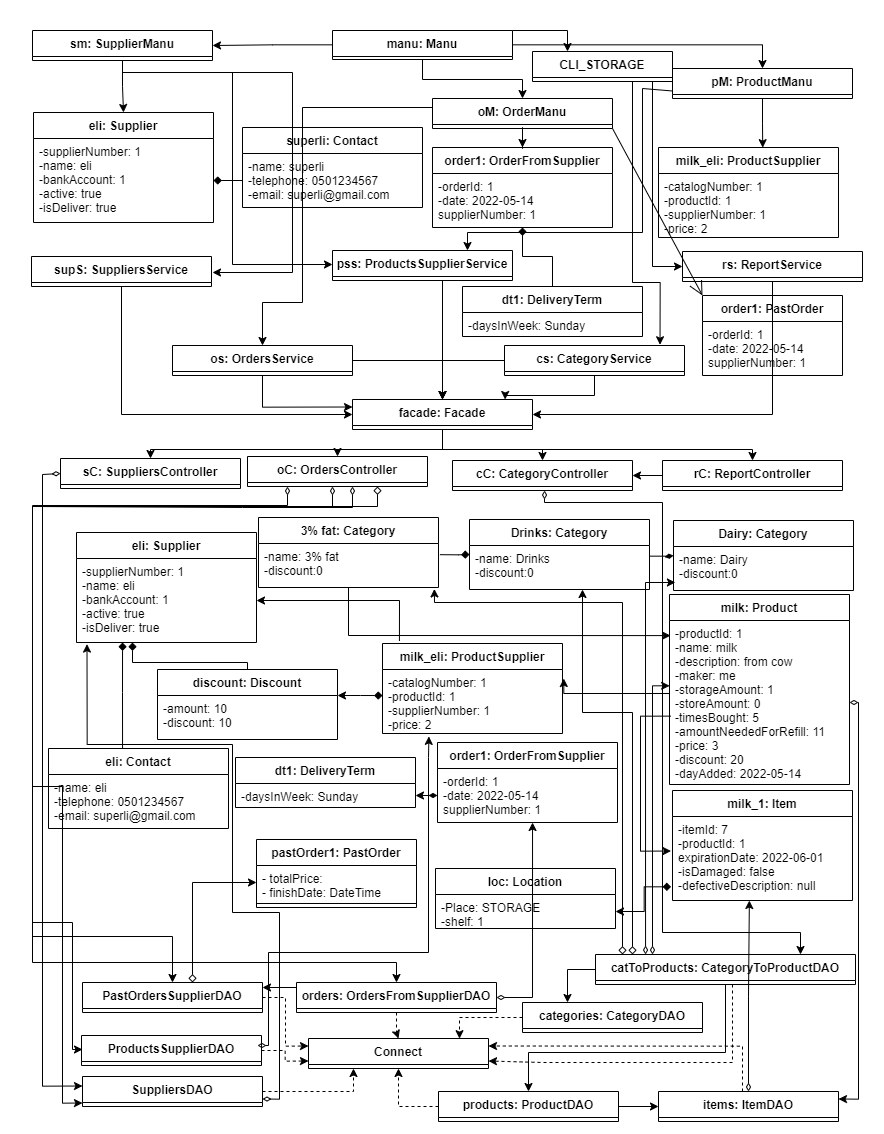 sm: SupplierManu
manu: Manu
CLI_STORAGE
pM: ProductManu
oM: OrderManu
eli: Supplier
-supplierNumber: 1
-name: eli
-bankAccount: 1
-active: true
-isDeliver: true
superli: Contact
-name: superli
-telephone: 0501234567
-email: superli@gmail.com
order1: OrderFromSupplier
-orderId: 1
-date: 2022-05-14
supplierNumber: 1
milk_eli: ProductSupplier
-catalogNumber: 1
-productId: 1
-supplierNumber: 1
-price: 2
supS: SuppliersService
pss: ProductsSupplierService
rs: ReportService
dt1: DeliveryTerm
-daysInWeek: Sunday
order1: PastOrder
-orderId: 1
-date: 2022-05-14
supplierNumber: 1
os: OrdersService
cs: CategoryService
facade: Facade
sC: SuppliersController
oC: OrdersController
cC: CategoryController
rC: ReportController
eli: Supplier
-supplierNumber: 1
-name: eli
-bankAccount: 1
-active: true
-isDeliver: true
3% fat: Category
-name: 3% fat
-discount:0
Drinks: Category
-name: Drinks
-discount:0
Dairy: Category
-name: Dairy
-discount:0
milk: Product
-productId: 1
-name: milk
-description: from cow
-maker: me
-storageAmount: 1
-storeAmount: 0
-timesBought: 5
-amountNeededForRefill: 11
-price: 3
-discount: 20
-dayAdded: 2022-05-14
discount: Discount
-amount: 10
-discount: 10
milk_eli: ProductSupplier
-catalogNumber: 1
-productId: 1
-supplierNumber: 1
-price: 2
eli: Contact
-name: eli
-telephone: 0501234567
-email: superli@gmail.com
dt1: DeliveryTerm
-daysInWeek: Sunday
order1: OrderFromSupplier
-orderId: 1
-date: 2022-05-14
supplierNumber: 1
milk_1: Item
-itemId: 7
-productId: 1
expirationDate: 2022-06-01
-isDamaged: false
-defectiveDescription: null
pastOrder1: PastOrder
- totalPrice:
- finishDate: DateTime
loc: Location
-Place: STORAGE
-shelf: 1
catToProducts: CategoryToProductDAO
PastOrdersSupplierDAO
orders: OrdersFromSupplierDAO
categories: CategoryDAO
ProductsSupplierDAO
Connect
SuppliersDAO
products: ProductDAO
items: ItemDAO